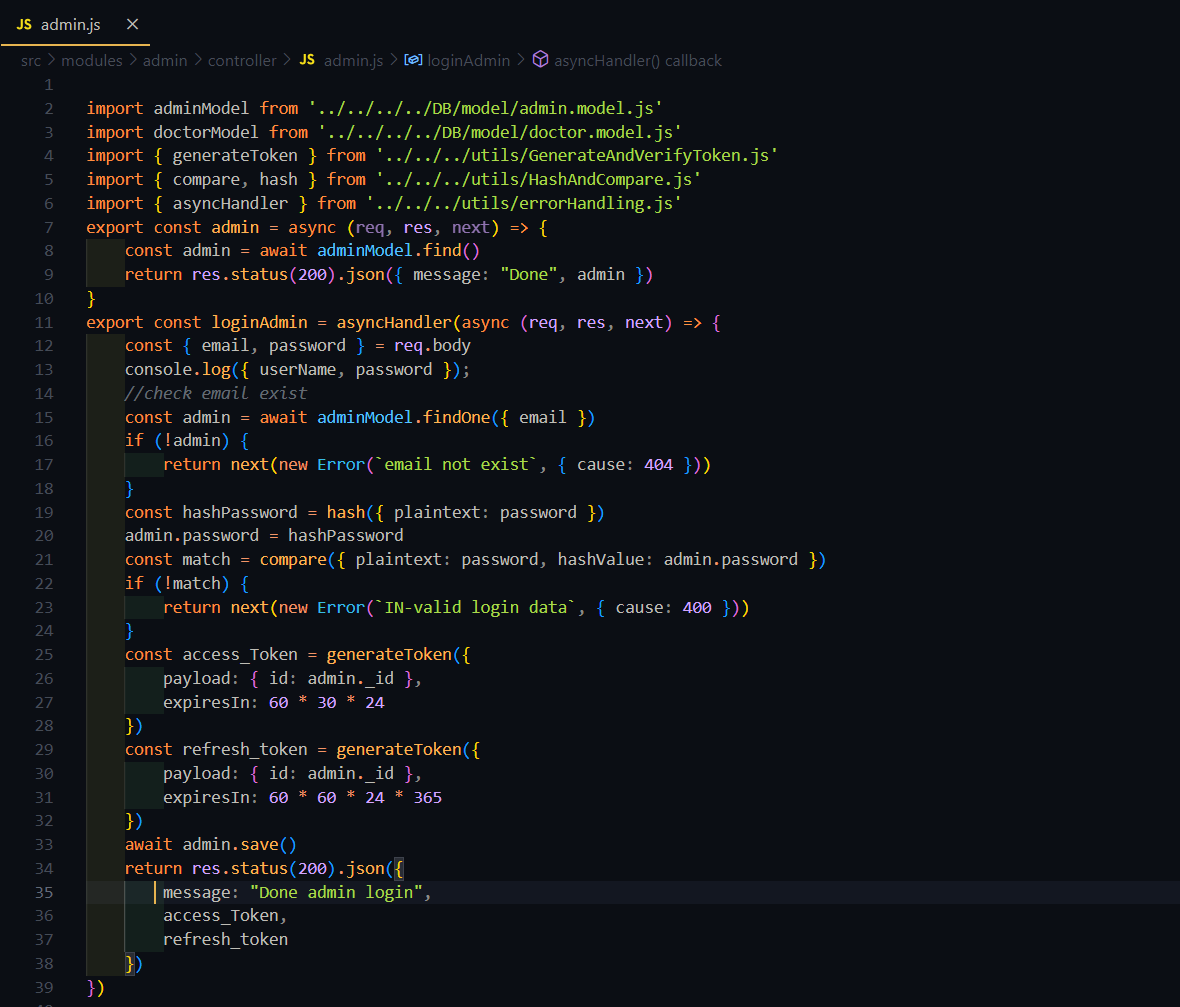 JS admin.js
src > modules > admin > controller > JS admin.js > loginAdmin > asyncHandler() callback
1
2 import adminModel from '../../../../DB/model/admin.model.js'
3 import doctorModel from '../../../../DB/model/doctor.model.js'
4 import { generateToken } from '../../../utils/GenerateAndVerifyToken.js'
5 import { compare, hash } from '../../../utils/HashAndCompare.js'
6 import { asyncHandler } from '../../../utils/errorHandling.js'
7 export const admin = async (req, res, next) => {
8     const admin = await adminModel.find()
9     return res.status(200).json({ message: "Done", admin })
10 }
11 export const loginAdmin = asyncHandler(async (req, res, next) => {
12     const { email, password } = req.body
13     console.log({ userName, password });
14     //check email exist
15     const admin = await adminModel.findOne({ email })
16     if (!admin) {
17         return next(new Error(`email not exist`, { cause: 404 }))
18     }
19     const hashPassword = hash({ plaintext: password })
20     admin.password = hashPassword
21     const match = compare({ plaintext: password, hashValue: admin.password })
22     if (!match) {
23         return next(new Error(`IN-valid login data`, { cause: 400 }))
24     }
25     const access_Token = generateToken({
26         payload: { id: admin._id },
27         expiresIn: 60 * 30 * 24
28     })
29     const refresh_token = generateToken({
30         payload: { id: admin._id },
31         expiresIn: 60 * 60 * 24 * 365
32     })
33     await admin.save()
34     return res.status(200).json({
35         message: "Done admin login",
36         access_Token,
37         refresh_token
38     })
39 })